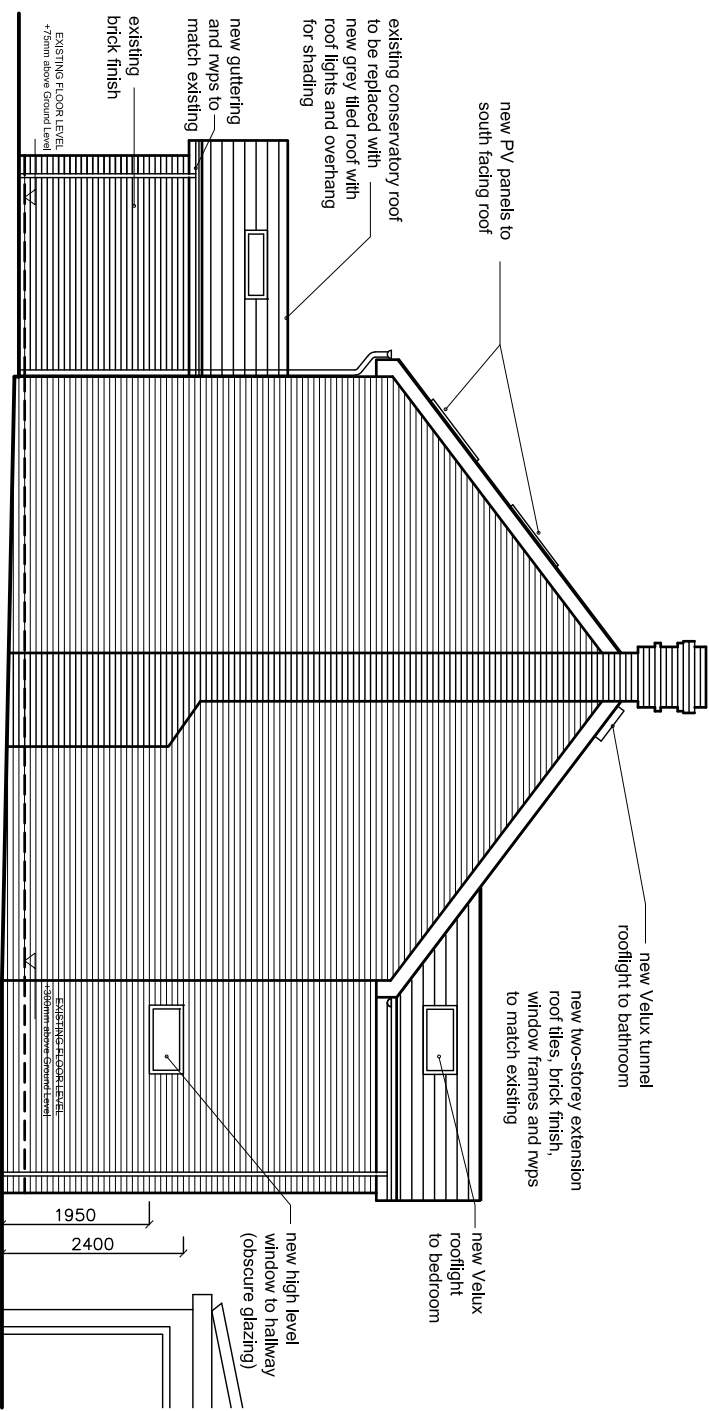 new PV panels to
south facing roof
existing conservatory roof
to be replaced with
new grey tiled roof with
roof lights and overhang
for shading
new guttering
and rwps to
match existing
existing
brick finish
EXISTING FLOOR LEVEL
+75mm above Ground Level
new Velux tunnel
rooflight to bathroom
new two-storey extension
roof tiles, brick finish,
window frames and rwps
to match existing
new Velux
rooflight
to bedroom
new high level
window to hallway
(obscure glazing)
EXISTING FLOOR LEVEL
+300mm above Ground Level
1950
2400